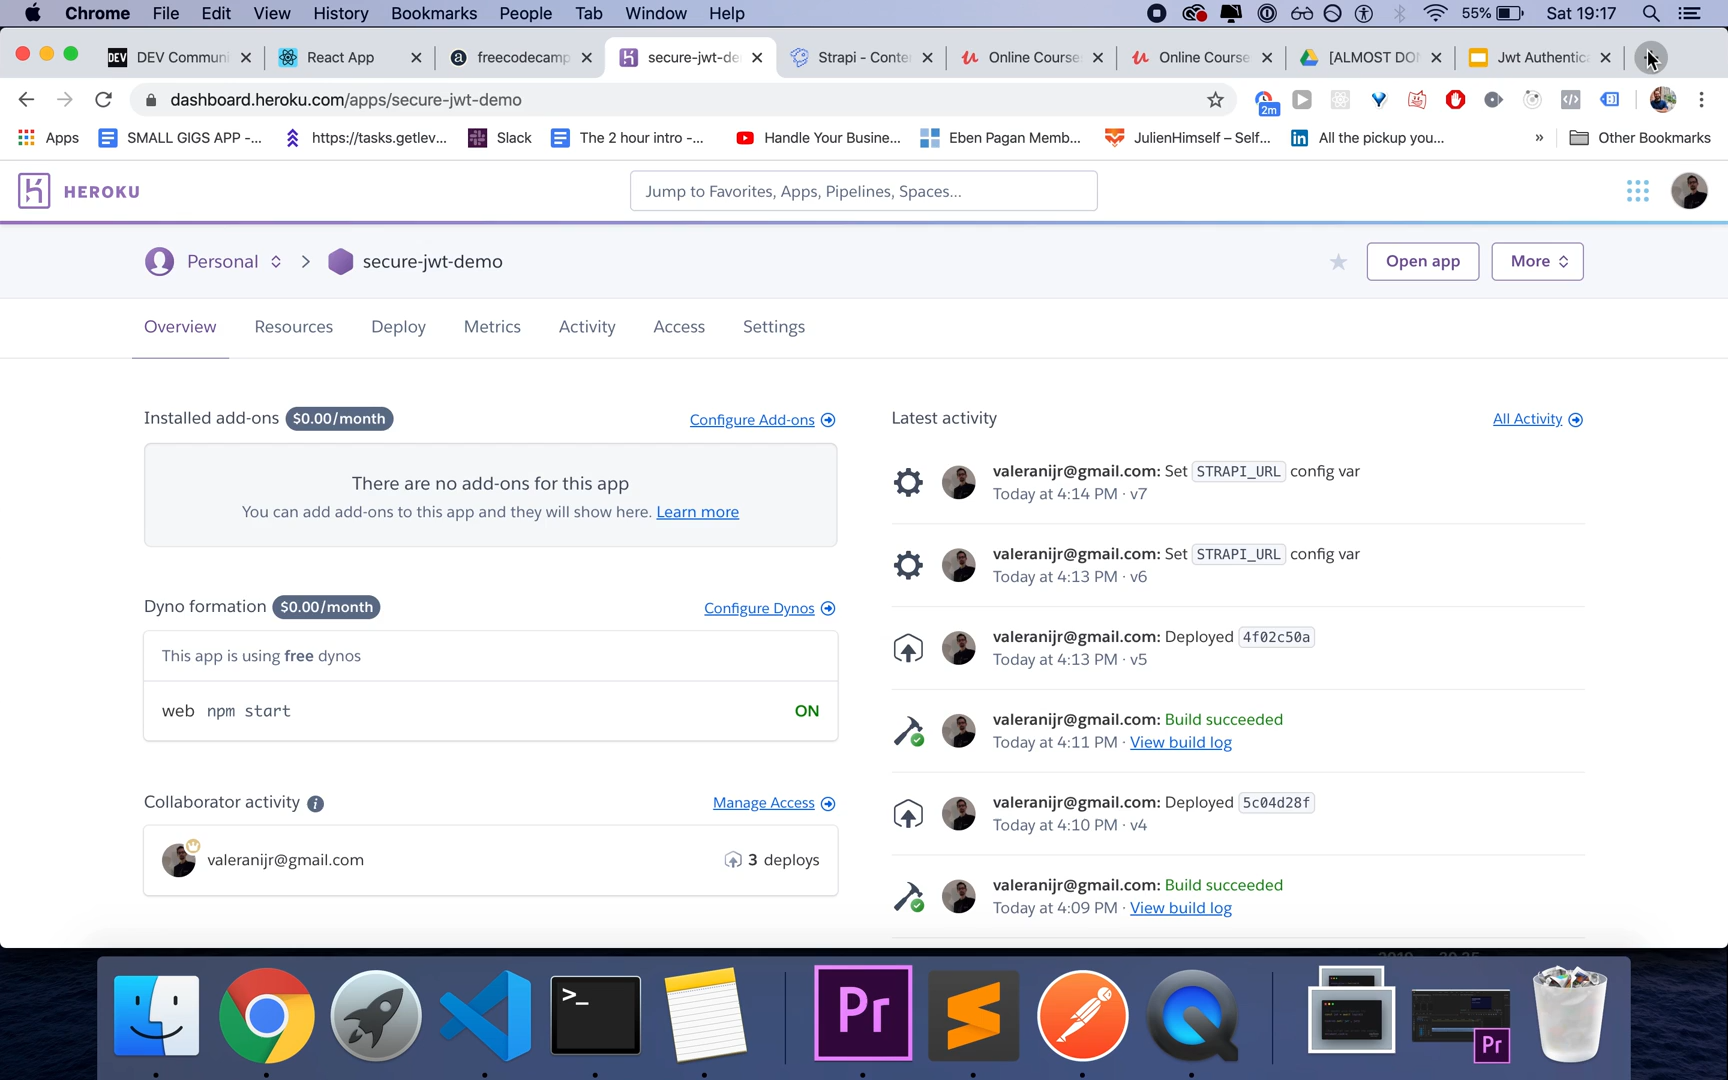 Chrome File Edit View History Bookmarks People Tab Window Help 55% Sat 19:17
DEV Communi React App freecodecamp secure-jwt-de Strapi - Conte Online Course Online Course [ALMOST DO Jwt Authentic
dashboard.heroku.com/apps/secure-jwt-demo 2m
Apps SMALL GIGS APP -... https://tasks.getlev... Slack The 2 hour intro -... Handle Your Busine... Eben Pagan Memb... JulienHimself – Self... All the pickup you... » Other Bookmarks
HEROKU Jump to Favorites, Apps, Pipelines, Spaces...
Personal secure-jwt-demo Open app More
Overview Resources Deploy Metrics Activity Access Settings
Installed add-ons $0.00/month Configure Add-ons
There are no add-ons for this app
You can add add-ons to this app and they will show here. Learn more
Dyno formation $0.00/month Configure Dynos
This app is using free dynos
web npm start ON
Collaborator activity Manage Access
valeranijr@gmail.com 3 deploys
Latest activity All Activity
valeranijr@gmail.com: Set STRAPI_URL config var
Today at 4:14 PM · v7
valeranijr@gmail.com: Set STRAPI_URL config var
Today at 4:13 PM · v6
valeranijr@gmail.com: Deployed 4f02c50a
Today at 4:13 PM · v5
valeranijr@gmail.com: Build succeeded
Today at 4:11 PM · View build log
valeranijr@gmail.com: Deployed 5c04d28f
Today at 4:10 PM · v4
valeranijr@gmail.com: Build succeeded
Today at 4:09 PM · View build log
Pr
Pr